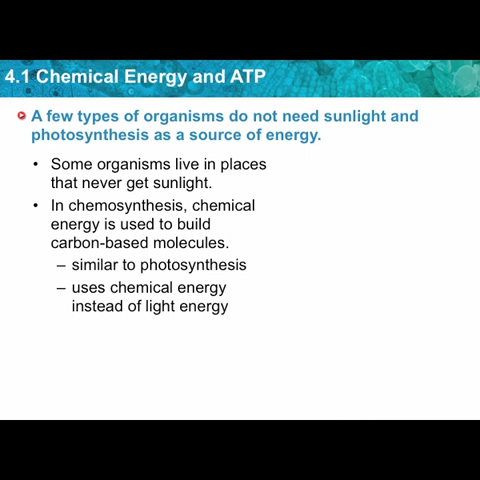 4.1 Chemical Energy and ATP
A few types of organisms do not need sunlight and
photosynthesis as a source of energy.
• Some organisms live in places
that never get sunlight.
• In chemosynthesis, chemical
energy is used to build
carbon-based molecules.
– similar to photosynthesis
– uses chemical energy
instead of light energy